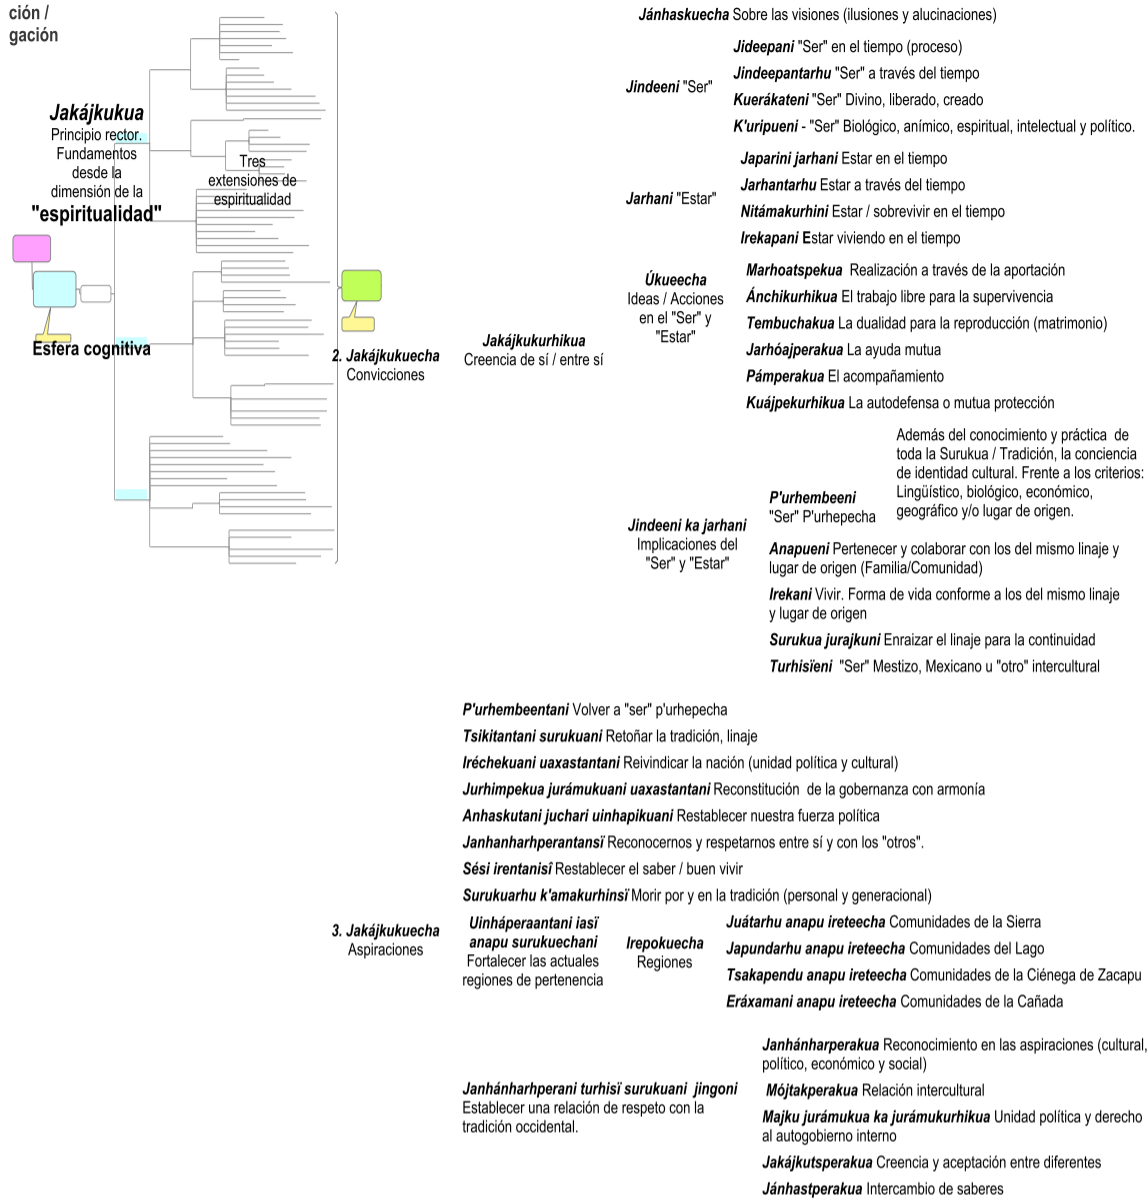 ción /
gación
Jakájkukua
Principio rector.
Fundamentos
desde la
dimensión de la
"espiritualidad"
Tres
extensiones de
espiritualidad
Esfera cognitiva
2. Jakájkukuecha
Convicciones
Jakájkukurhikua
Creencia de sí / entre sí
Jánhaskuecha Sobre las visiones (ilusiones y alucinaciones)
Jindeeni "Ser"
Jideepani "Ser" en el tiempo (proceso)
Jindeepantarhu "Ser" a través del tiempo
Kuerákateni "Ser" Divino, liberado, creado
K'uripueni - "Ser" Biológico, anímico, espiritual, intelectual y político.
Jarhani "Estar"
Japarini jarhani Estar en el tiempo
Jarhantarhu Estar a través del tiempo
Nitámakurhini Estar / sobrevivir en el tiempo
Irekapani Estar viviendo en el tiempo
Úkueecha
Ideas / Acciones
en el "Ser" y
"Estar"
Marhoatspekua Realización a través de la aportación
Ánchikurhikua El trabajo libre para la supervivencia
Tembuchakua La dualidad para la reproducción (matrimonio)
Jarhóajperakua La ayuda mutua
Pámperakua El acompañamiento
Kuájpekurhikua La autodefensa o mutua protección
Jindeeni ka jarhani
Implicaciones del
"Ser" y "Estar"
P'urhembeeni
"Ser" P'urhepecha
Además del conocimiento y práctica de
toda la Surukua / Tradición, la conciencia
de identidad cultural. Frente a los criterios:
Lingüístico, biológico, económico,
geográfico y/o lugar de origen.
Anapueni Pertenecer y colaborar con los del mismo linaje y
lugar de origen (Familia/Comunidad)
Irekani Vivir. Forma de vida conforme a los del mismo linaje
y lugar de origen
Surukua jurajkuni Enraizar el linaje para la continuidad
Turhisïeni "Ser" Mestizo, Mexicano u "otro" intercultural
3. Jakájkukuecha
Aspiraciones
P'urhembeentani Volver a "ser" p'urhepecha
Tsikitantani surukuani Retoñar la tradición, linaje
Iréchekuani uaxastantani Reivindicar la nación (unidad política y cultural)
Jurhimpekua jurámukuani uaxastantani Reconstitución de la gobernanza con armonía
Anhaskutani juchari uinhapikuani Restablecer nuestra fuerza política
Janhanharhperantansï Reconocernos y respetarnos entre sí y con los "otros".
Sési irentanisî Restablecer el saber / buen vivir
Surukuarhu k'amakurhinsï Morir por y en la tradición (personal y generacional)
Uinháperaantani iasï
anapu surukuechani
Fortalecer las actuales
regiones de pertenencia
Irepokuecha
Regiones
Juátarhu anapu ireteecha Comunidades de la Sierra
Japundarhu anapu ireteecha Comunidades del Lago
Tsakapendu anapu ireteecha Comunidades de la Ciénega de Zacapu
Eráxamani anapu ireteecha Comunidades de la Cañada
Janhánharhperani turhisï surukuani jingoni
Establecer una relación de respeto con la
tradición occidental.
Janhánharperakua Reconocimiento en las aspiraciones (cultural,
político, económico y social)
Mójtakperakua Relación intercultural
Majku jurámukua ka jurámukurhikua Unidad política y derecho
al autogobierno interno
Jakájkutsperakua Creencia y aceptación entre diferentes
Jánhastperakua Intercambio de saberes